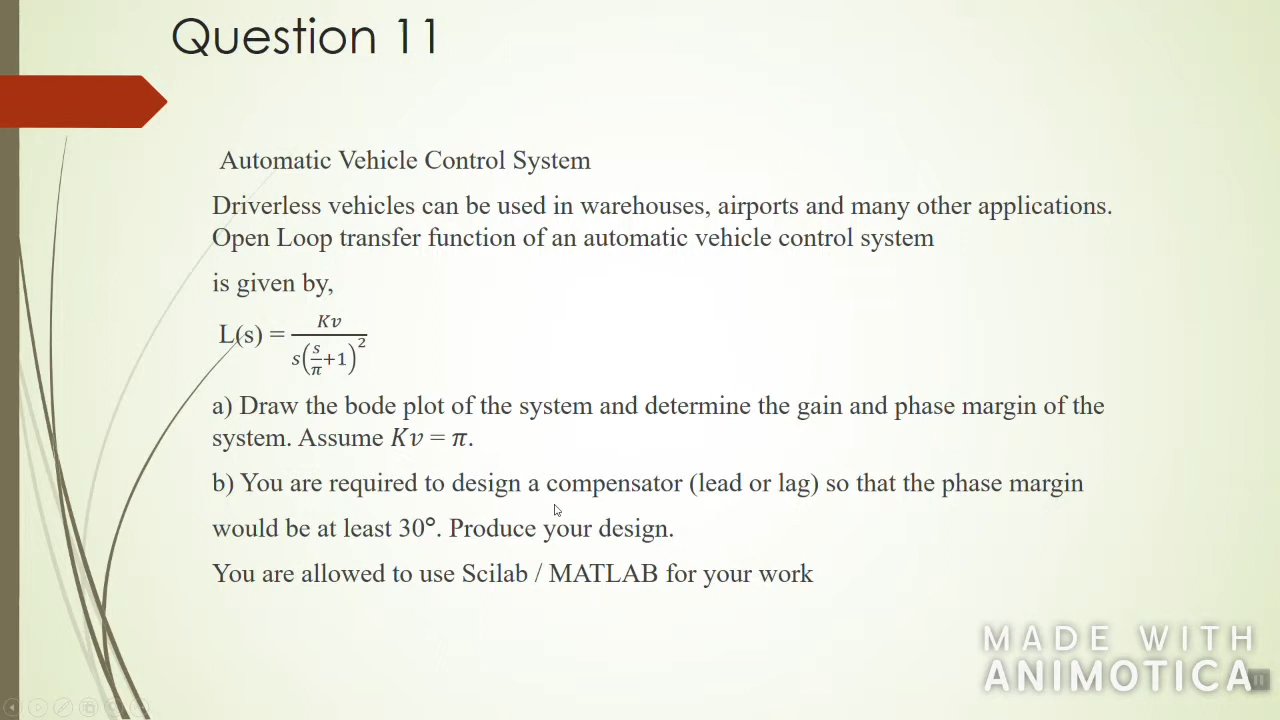 Question 11
Automatic Vehicle Control System
Driverless vehicles can be used in warehouses, airports and many other applications.
Open Loop transfer function of an automatic vehicle control system
is given by,
L(s) = Kv / s(s/π+1)²
a) Draw the bode plot of the system and determine the gain and phase margin of the
system. Assume Kv = π.
b) You are required to design a compensator (lead or lag) so that the phase margin
would be at least 30°. Produce your design.
You are allowed to use Scilab / MATLAB for your work
MADE WITH
ANIMOTICA